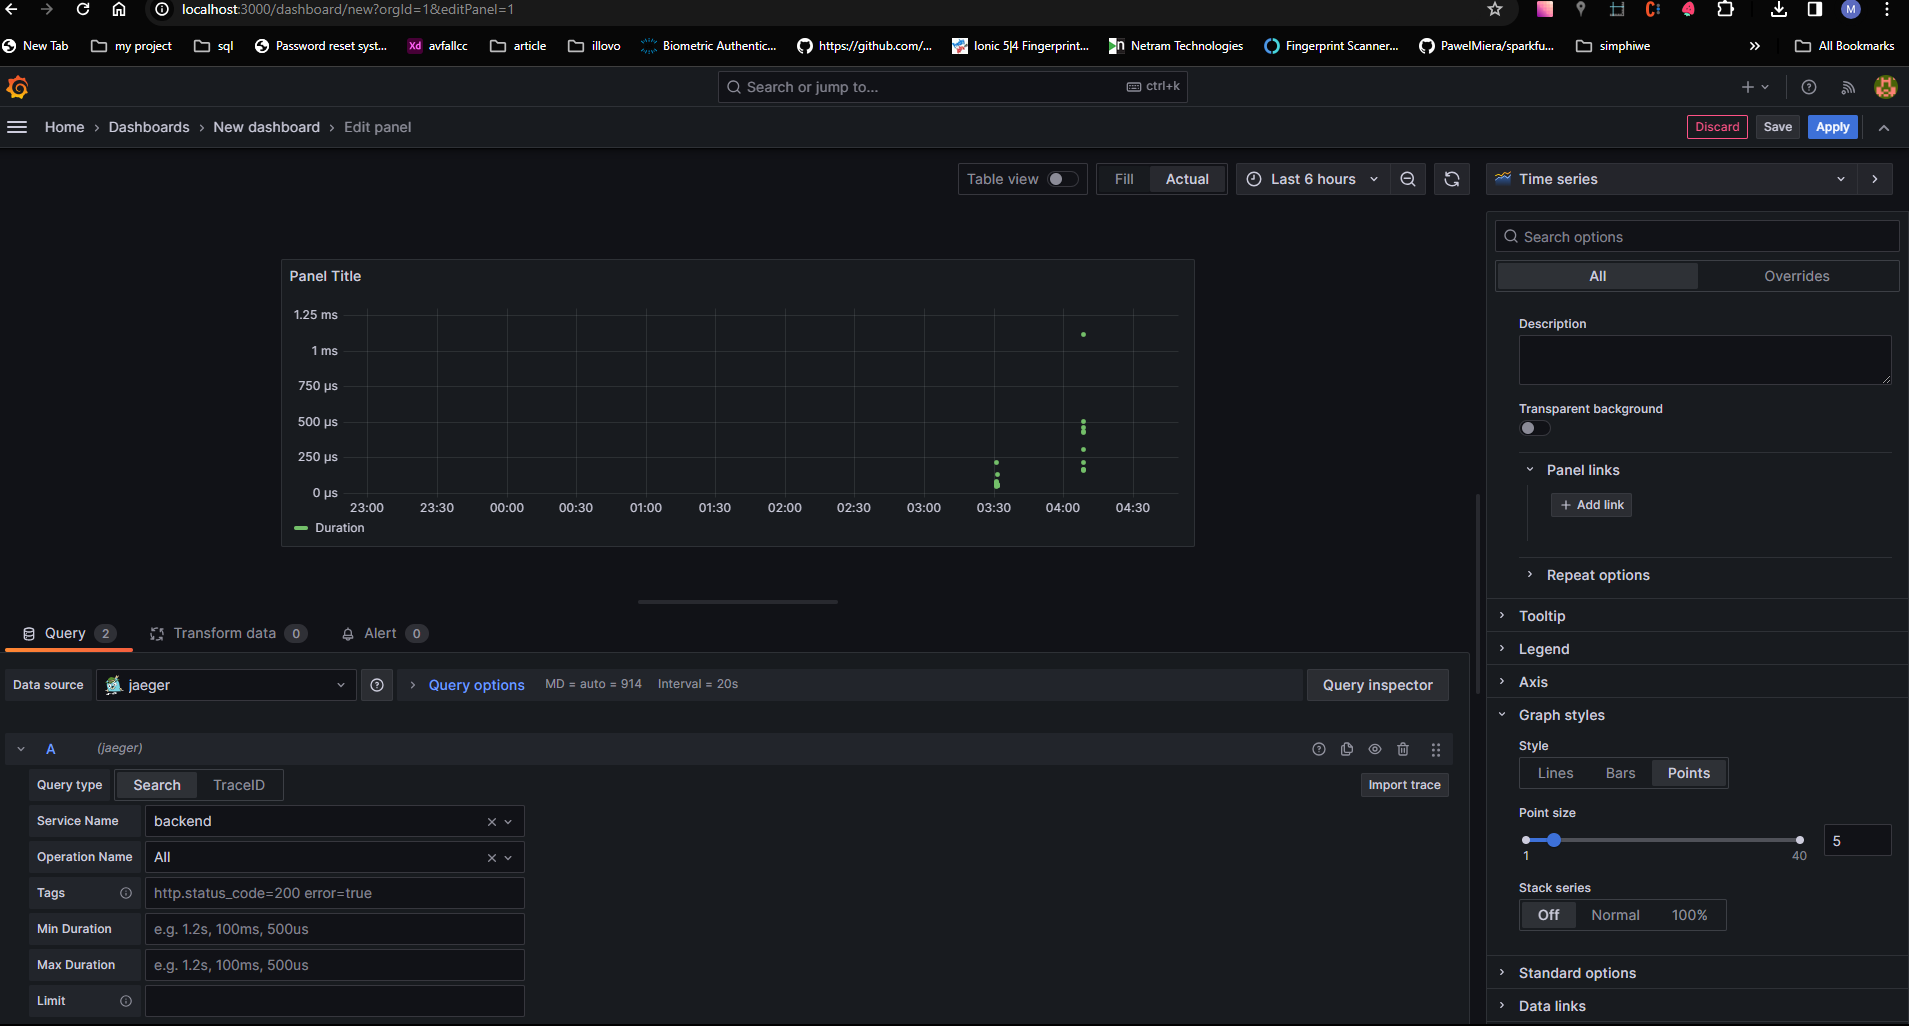 localhost:3000/dashboard/new?orgId=1&editPanel=1
M
New Tab my project sql Password reset syst... Xd avfallcc article illovo Biometric Authentic... https://github.com/... Ionic 5|4 Fingerprint... n Netram Technologies Fingerprint Scanner... PawelMiera/sparkfu... simphiwe » All Bookmarks
Search or jump to... ctrl+k
Home › Dashboards › New dashboard › Edit panel Discard Save Apply
Table view Fill Actual Last 6 hours Time series
Search options
All Overrides
Panel Title
1.25 ms
1 ms
750 µs
500 µs
250 µs
0 µs
23:00 23:30 00:00 00:30 01:00 01:30 02:00 02:30 03:00 03:30 04:00 04:30
Duration
Description
Transparent background
Panel links
+ Add link
Repeat options
Tooltip
Legend
Axis
Graph styles
Style
Lines Bars Points
Point size
5
1 40
Stack series
Off Normal 100%
Standard options
Data links
Query 2 Transform data 0 Alert 0
Data source jaeger Query options MD = auto = 914 Interval = 20s Query inspector
A (jaeger)
Query type Search TraceID Import trace
Service Name backend
Operation Name All
Tags http.status_code=200 error=true
Min Duration e.g. 1.2s, 100ms, 500us
Max Duration e.g. 1.2s, 100ms, 500us
Limit